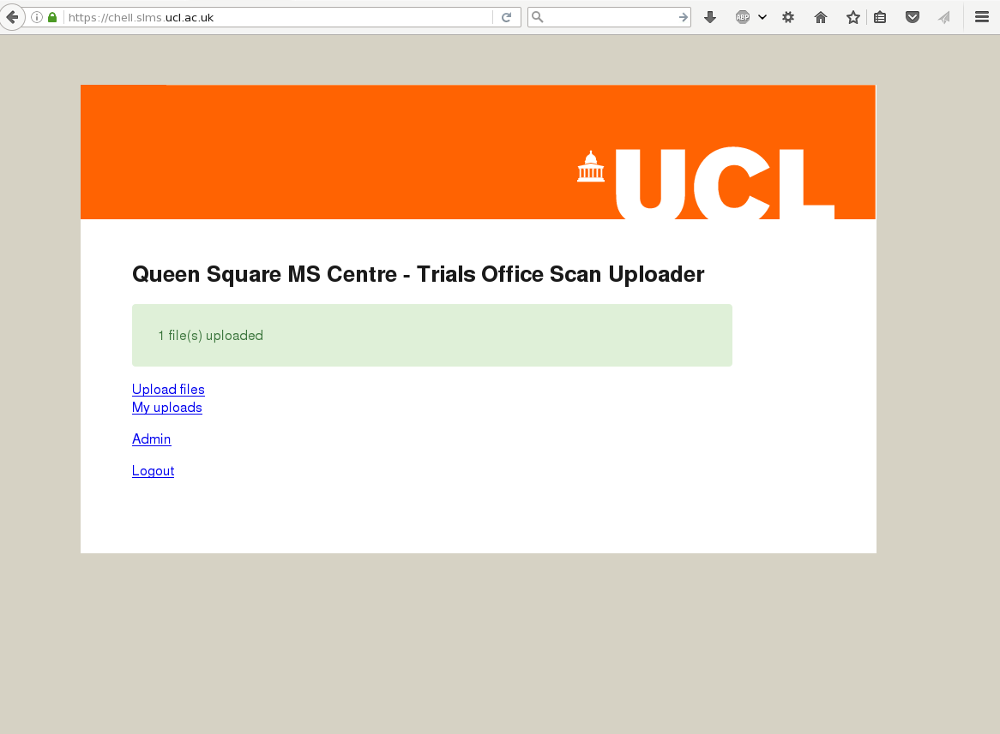 https://chell.slms.ucl.ac.uk
ABP
UCL
Queen Square MS Centre - Trials Office Scan Uploader
1 file(s) uploaded
Upload files
My uploads
Admin
Logout